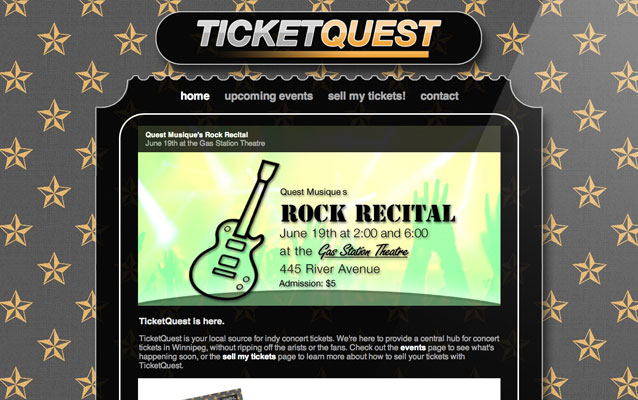 TICKETQUEST
home upcoming events sell my tickets! contact
Quest Musique's Rock Recital
June 19th at the Gas Station Theatre
Quest Musique s
ROCK RECITAL
June 19th at 2:00 and 6:00
at the Gas Station Theatre
445 River Avenue
Admission: $5
TicketQuest is here.
TicketQuest is your local source for indy concert tickets. We're here to provide a central hub for concert
tickets in Winnipeg, without ripping off the arists or the fans. Check out the events page to see what's
happening soon, or the sell my tickets page to learn more about how to sell your tickets with
TicketQuest.